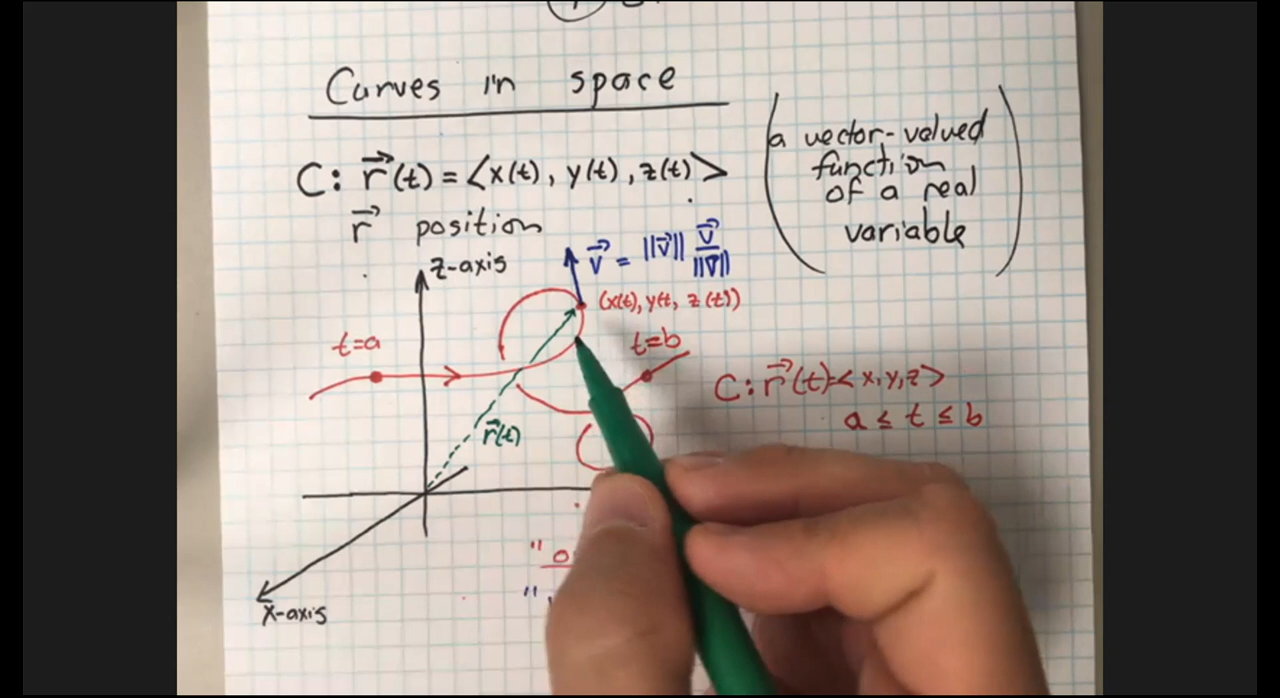 Curves in space
C: r⃗(t) = <x(t), y(t), z(t)>
(a vector-valued
function
of a real
variable)
r⃗ position
z-axis
v⃗ = ||v⃗|| v⃗/||v⃗||
(x(t), y(t, z(t))
t=a
t=b
C: r⃗(t)=< x, y, z >
a ≤ t ≤ b
r⃗(t)
x-axis